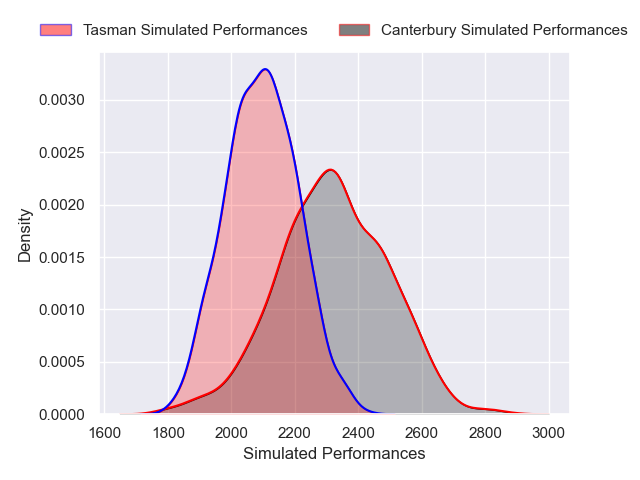 Tasman Simulated Performances
Canterbury Simulated Performances
0.0030
0.0025
0.0020
0.0015
0.0010
0.0005
0.0000
Density
1600 1800 2000 2200 2400 2600 2800 3000
Simulated Performances